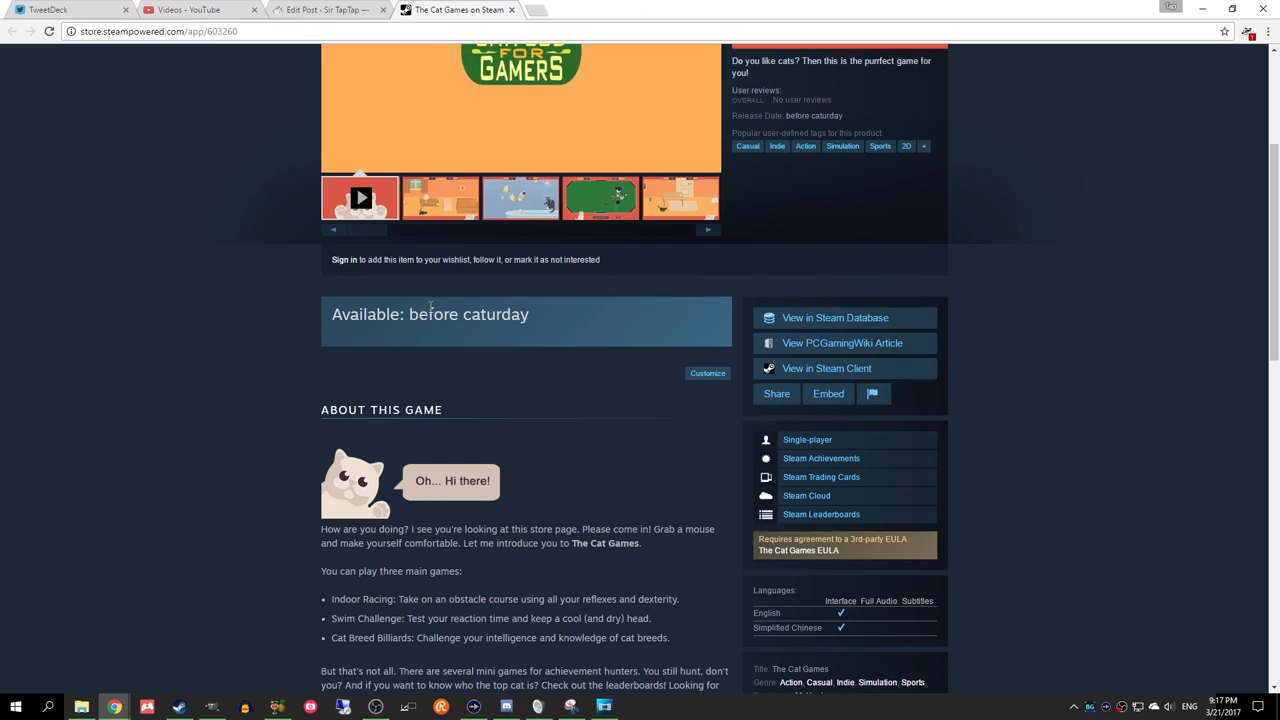 TweetDeck
Videos - YouTube
Edit Post - Sir TapTap —
The Cat Games on Steam
Tap
store.steampowered.com/app/603260
1
FOR
GAMERS
Do you like cats? Then this is the purrfect game for
you!
User reviews:
OVERALL: No user reviews
Release Date: before caturday
Popular user-defined tags for this product:
Casual Indie Action Simulation Sports 2D +
Sign in to add this item to your wishlist, follow it, or mark it as not interested
Available: before caturday
Customize
View in Steam Database
View PCGamingWiki Article
View in Steam Client
Share Embed
ABOUT THIS GAME
Oh... Hi there!
How are you doing? I see you're looking at this store page. Please come in! Grab a mouse
and make yourself comfortable. Let me introduce you to The Cat Games.
You can play three main games:
• Indoor Racing: Take on an obstacle course using all your reflexes and dexterity.
• Swim Challenge: Test your reaction time and keep a cool (and dry) head.
• Cat Breed Billiards: Challenge your intelligence and knowledge of cat breeds.
But that's not all. There are several mini games for achievement hunters. You still hunt, don't
you? And if you want to know who the top cat is? Check out the leaderboards! Looking for
Single-player
Steam Achievements
Steam Trading Cards
Steam Cloud
Steam Leaderboards
Requires agreement to a 3rd-party EULA
The Cat Games EULA
Languages:
Interface Full Audio Subtitles
English
Simplified Chinese
Title: The Cat Games
Genre: Action, Casual, Indie, Simulation, Sports
ENG
9:17 PM
3/21/2017